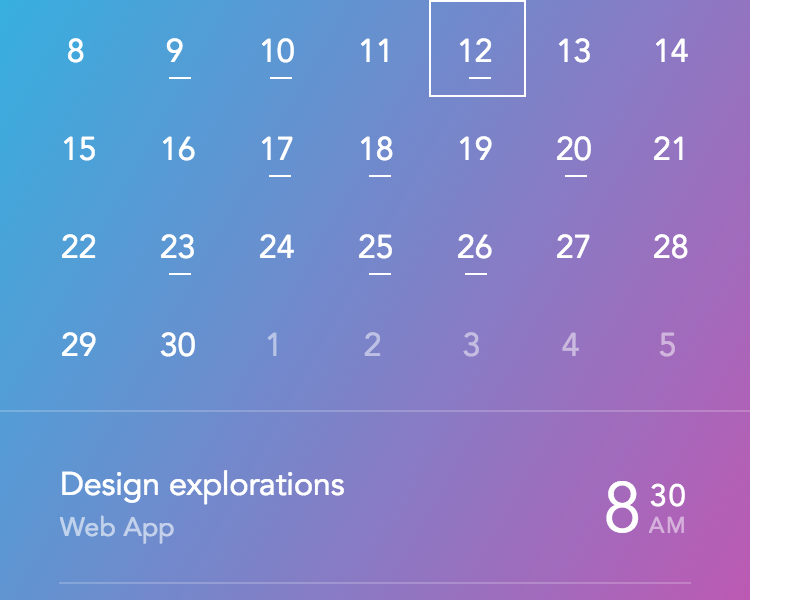 8 9 10 11 12 13 14
15 16 17 18 19 20 21
22 23 24 25 26 27 28
29 30 1 2 3 4 5
Design explorations
Web App
8 30 AM